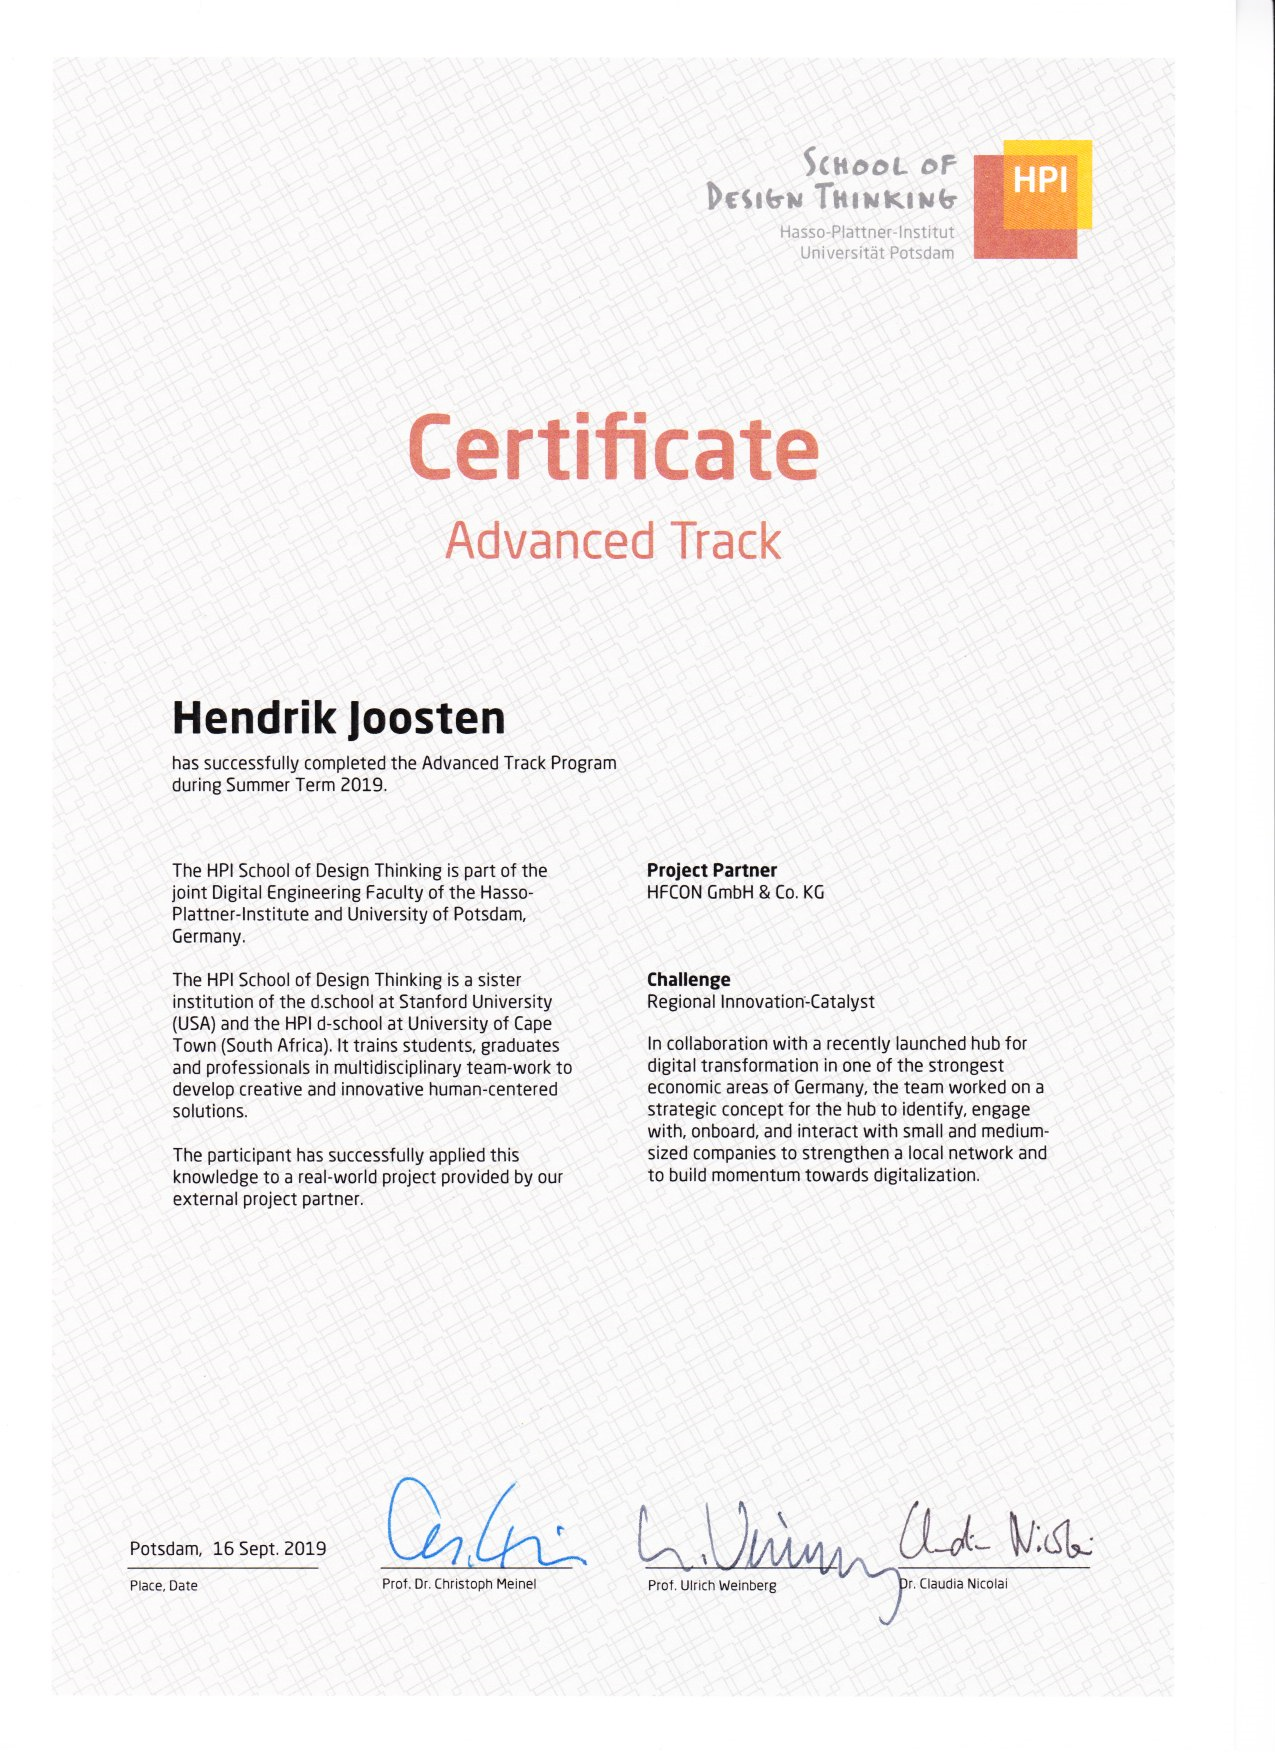 School of
Design Thinking
Hasso-Plattner-Institut
Universität Potsdam
HPI
Certificate
Advanced Track
Hendrik Joosten
has successfully completed the Advanced Track Program
during Summer Term 2019.
The HPI School of Design Thinking is part of the
joint Digital Engineering Faculty of the Hasso-
Plattner-Institute and University of Potsdam,
Germany.
The HPI School of Design Thinking is a sister
institution of the d.school at Stanford University
(USA) and the HPI d-school at University of Cape
Town (South Africa). It trains students, graduates
and professionals in multidisciplinary team-work to
develop creative and innovative human-centered
solutions.
The participant has successfully applied this
knowledge to a real-world project provided by our
external project partner.
Project Partner
HFCON GmbH & Co. KG
Challenge
Regional Innovation-Catalyst
In collaboration with a recently launched hub for
digital transformation in one of the strongest
economic areas of Germany, the team worked on a
strategic concept for the hub to identify, engage
with, onboard, and interact with small and medium-
sized companies to strengthen a local network and
to build momentum towards digitalization.
Potsdam, 16 Sept. 2019
Place, Date
Prof. Dr. Christoph Meinel
Prof. Ulrich Weinberg
Dr. Claudia Nicolai